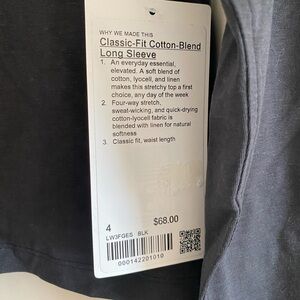 WHY WE MADE THIS
Classic-Fit Cotton-Blend
Long Sleeve
1. An everyday essential,
elevated. A soft blend of
cotton, lyocell, and linen
makes this stretchy top a first
choice, any day of the week
2. Four-way stretch,
sweat-wicking, and quick-drying
cotton-lyocell fabric is
blended with linen for natural
softness
3. Classic fit, waist length
4 $68.00
LW3FGES BLK
000142201010